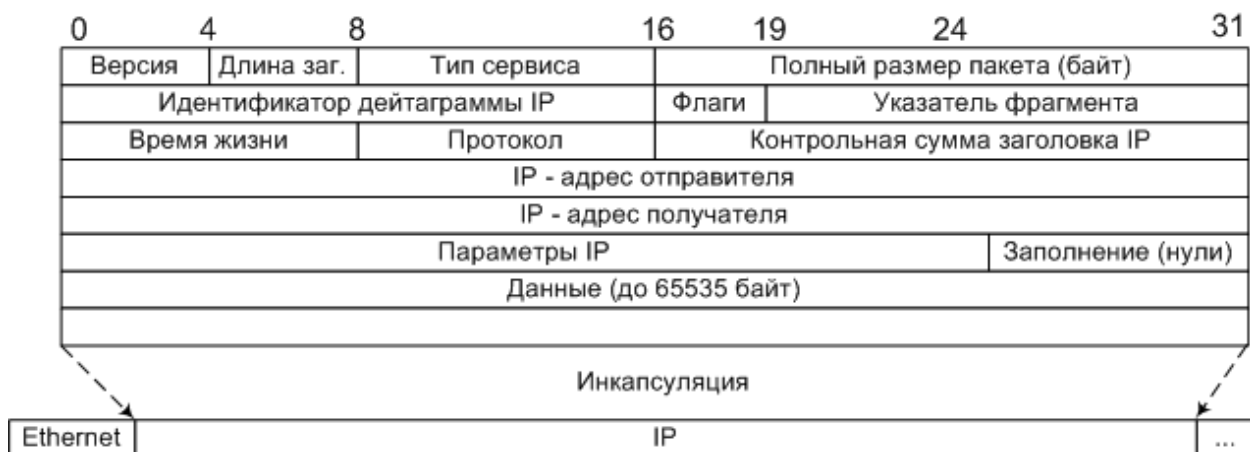 0 4 8 16 19 24 31
Версия Длина заг. Тип сервиса Полный размер пакета (байт)
Идентификатор дейтаграммы IP Флаги Указатель фрагмента
Время жизни Протокол Контрольная сумма заголовка IP
IP - адрес отправителя
IP - адрес получателя
Параметры IP Заполнение (нули)
Данные (до 65535 байт)
Инкапсуляция
Ethernet IP ...